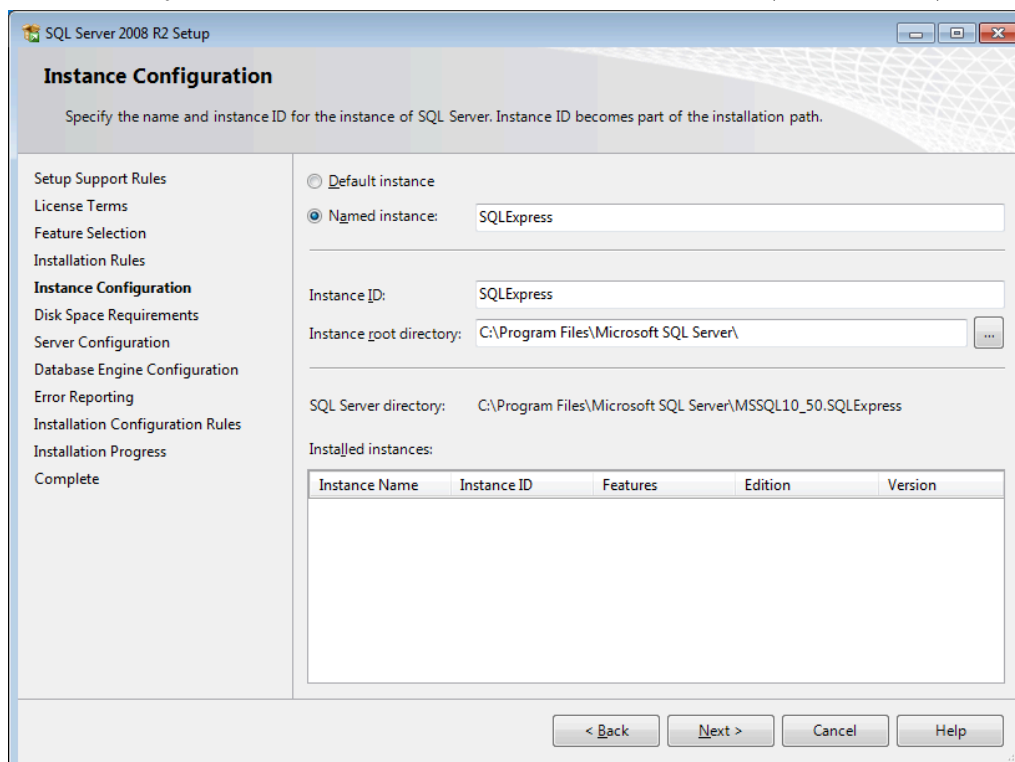 SQL Server 2008 R2 Setup
Instance Configuration
Specify the name and instance ID for the instance of SQL Server. Instance ID becomes part of the installation path.
Setup Support Rules
License Terms
Feature Selection
Installation Rules
Instance Configuration
Disk Space Requirements
Server Configuration
Database Engine Configuration
Error Reporting
Installation Configuration Rules
Installation Progress
Complete
Default instance
Named instance: SQLExpress
Instance ID: SQLExpress
Instance root directory: C:\Program Files\Microsoft SQL Server\ ...
SQL Server directory: C:\Program Files\Microsoft SQL Server\MSSQL10_50.SQLExpress
Installed instances:
Instance Name Instance ID Features Edition Version
< Back Next > Cancel Help